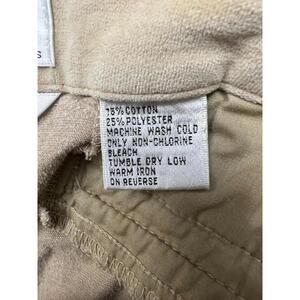 S
75% COTTON
25% POLYESTER
MACHINE WASH COLD
ONLY NON-CHLORINE
BLEACH
TUMBLE DRY LOW
WARM IRON
ON REVERSE